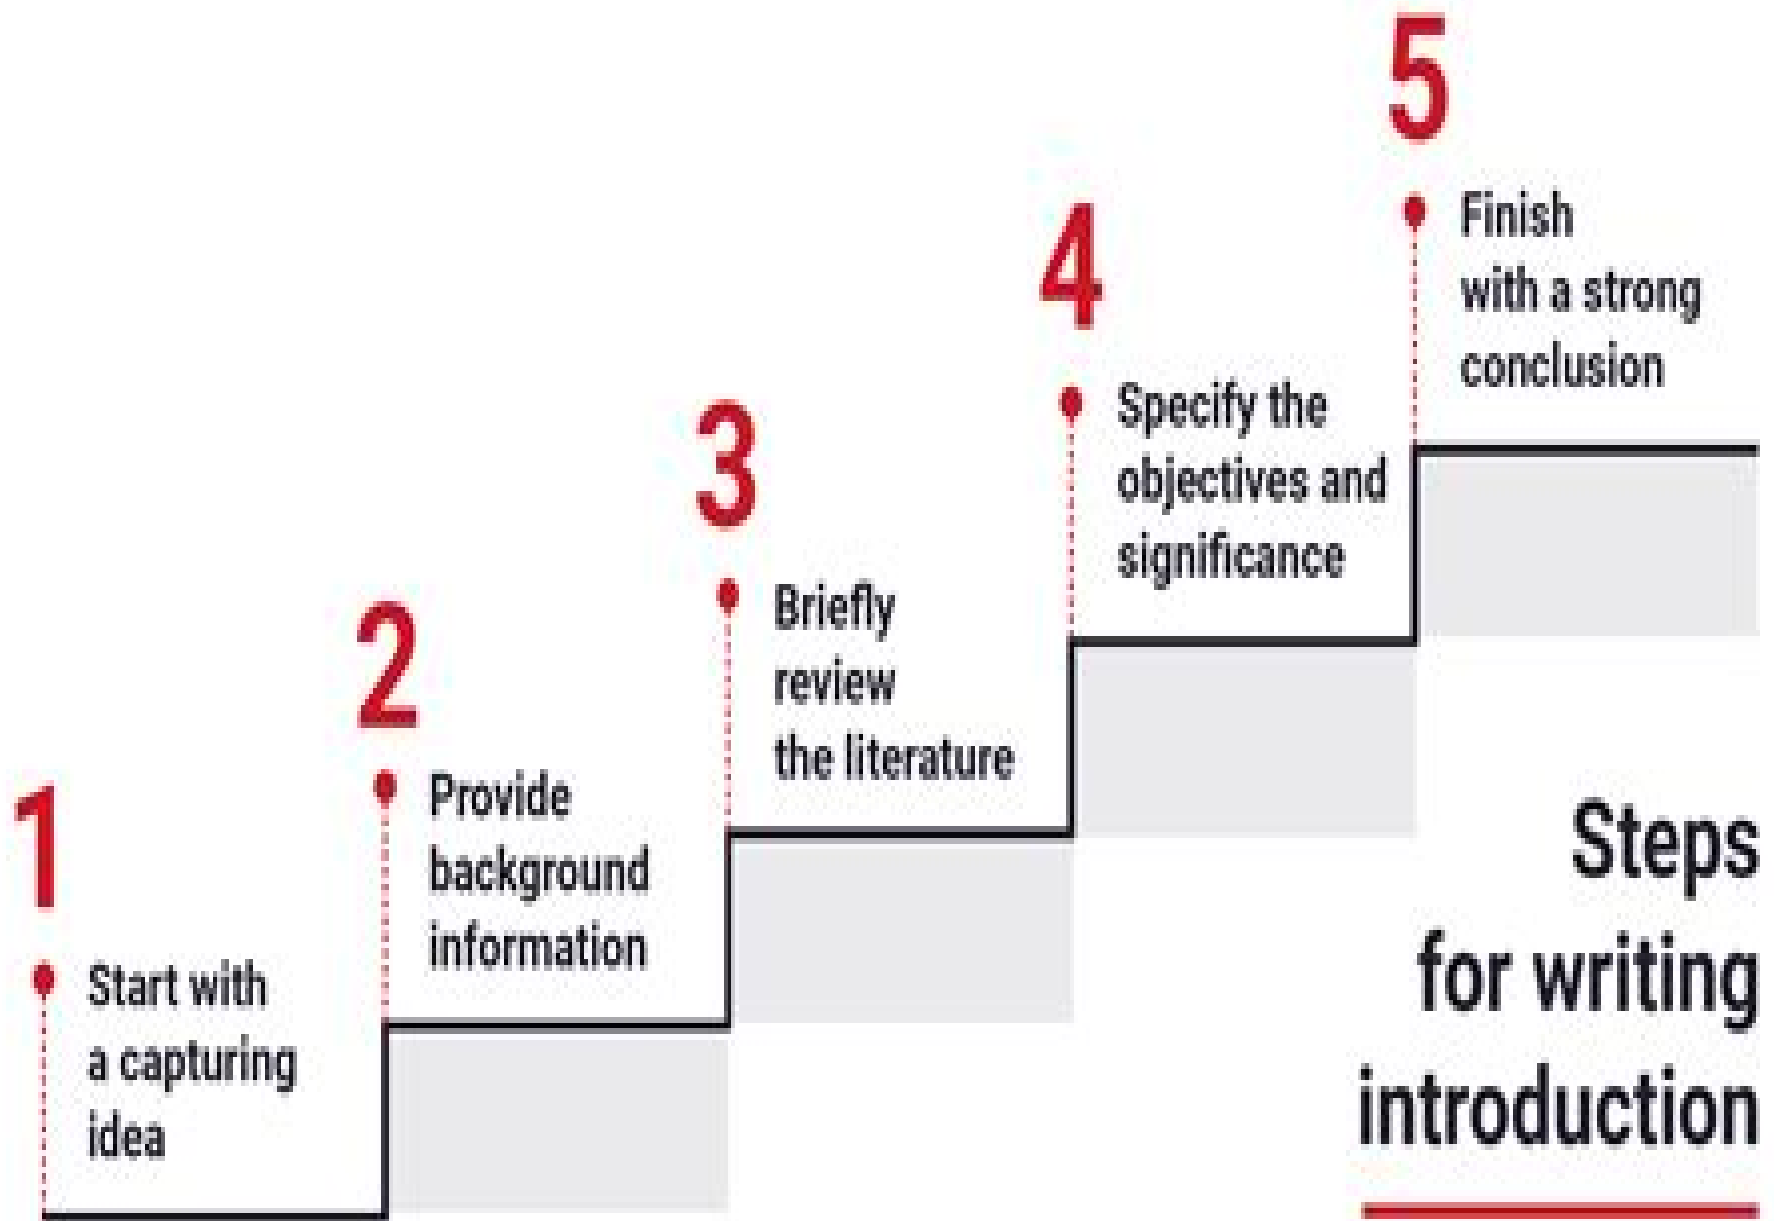 1
Start with
a capturing
idea
2
Provide
background
information
3
Briefly
review
the literature
4
Specify the
objectives and
significance
5
Finish
with a strong
conclusion
Steps
for writing
introduction